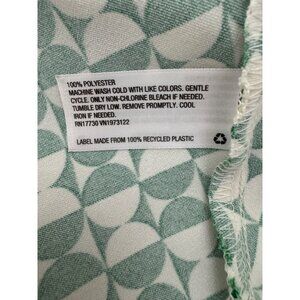 100% POLYESTER
MACHINE WASH COLD WITH LIKE COLORS. GENTLE
CYCLE. ONLY NON-CHLORINE BLEACH IF NEEDED.
TUMBLE DRY LOW. REMOVE PROMPTLY. COOL
IRON IF NEEDED.
RN17730 VN1973122
LABEL MADE FROM 100% RECYCLED PLASTIC